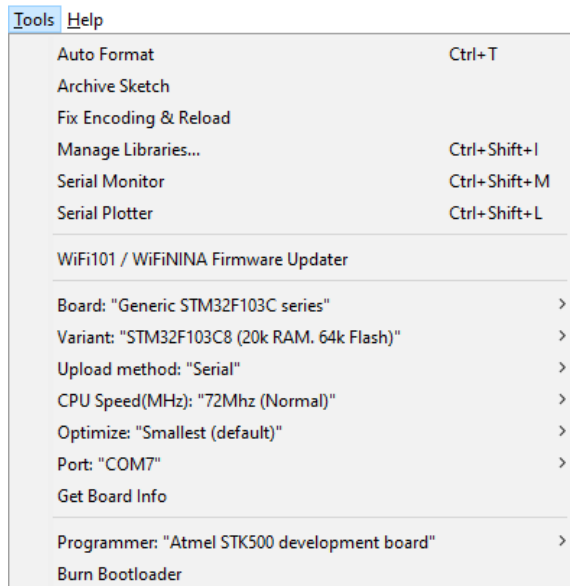 Tools Help
Auto Format Ctrl+T
Archive Sketch
Fix Encoding & Reload
Manage Libraries... Ctrl+Shift+I
Serial Monitor Ctrl+Shift+M
Serial Plotter Ctrl+Shift+L
WiFi101 / WiFiNINA Firmware Updater
Board: "Generic STM32F103C series"
Variant: "STM32F103C8 (20k RAM. 64k Flash)"
Upload method: "Serial"
CPU Speed(MHz): "72Mhz (Normal)"
Optimize: "Smallest (default)"
Port: "COM7"
Get Board Info
Programmer: "Atmel STK500 development board"
Burn Bootloader